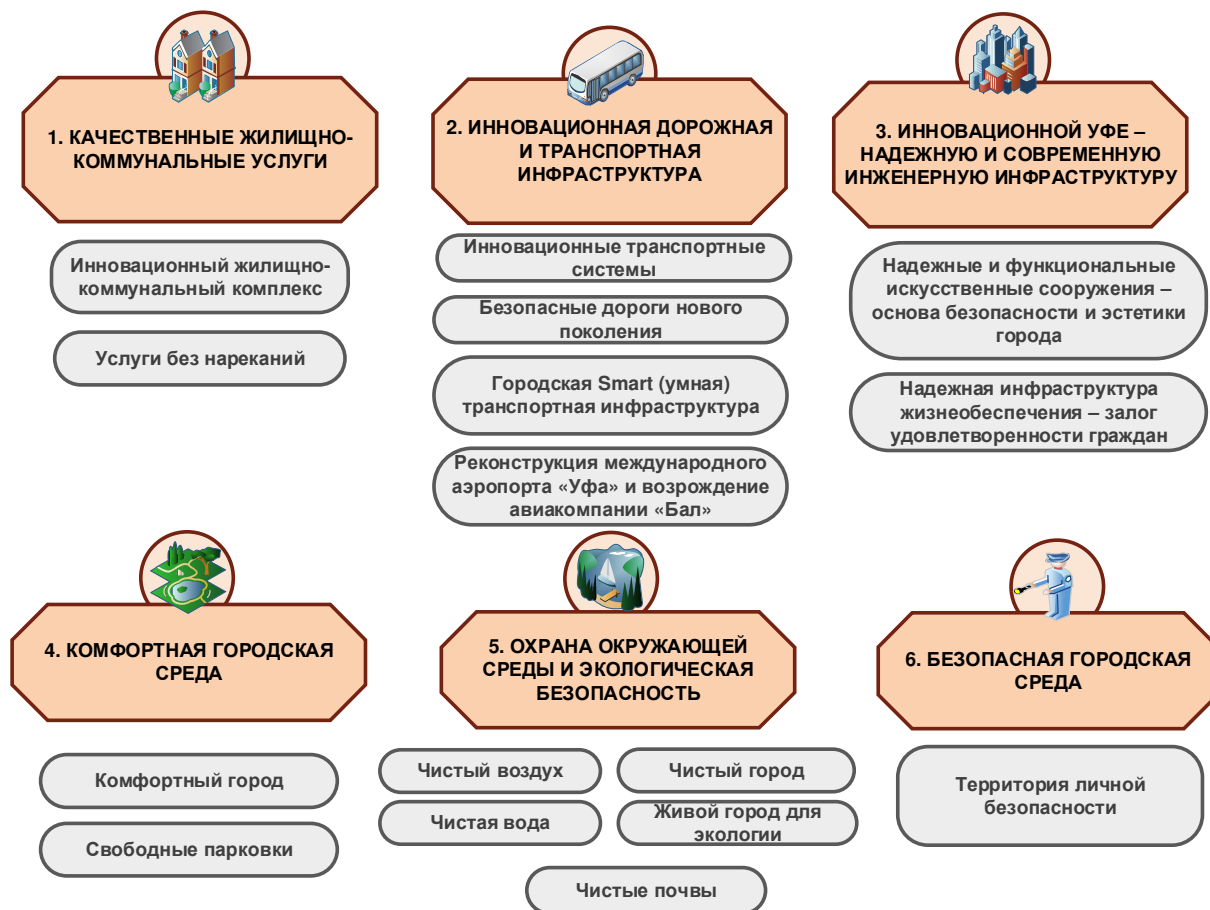 1. КАЧЕСТВЕННЫЕ ЖИЛИЩНО-
КОММУНАЛЬНЫЕ УСЛУГИ
Инновационный жилищно-
коммунальный комплекс
Услуги без нареканий
2. ИННОВАЦИОННАЯ ДОРОЖНАЯ
И ТРАНСПОРТНАЯ
ИНФРАСТРУКТУРА
Инновационные транспортные
системы
Безопасные дороги нового
поколения
Городская Smart (умная)
транспортная инфраструктура
Реконструкция международного
аэропорта «Уфа» и возрождение
авиакомпании «Бал»
3. ИННОВАЦИОННОЙ УФЕ –
НАДЕЖНУЮ И СОВРЕМЕННУЮ
ИНЖЕНЕРНУЮ ИНФРАСТРУКТУРУ
Надежные и функциональные
искусственные сооружения –
основа безопасности и эстетики
города
Надежная инфраструктура
жизнеобеспечения – залог
удовлетворенности граждан
4. КОМФОРТНАЯ ГОРОДСКАЯ
СРЕДА
Комфортный город
Свободные парковки
5. ОХРАНА ОКРУЖАЮЩЕЙ
СРЕДЫ И ЭКОЛОГИЧЕСКАЯ
БЕЗОПАСНОСТЬ
Чистый воздух
Чистый город
Чистая вода
Живой город для
экологии
Чистые почвы
6. БЕЗОПАСНАЯ ГОРОДСКАЯ
СРЕДА
Территория личной
безопасности